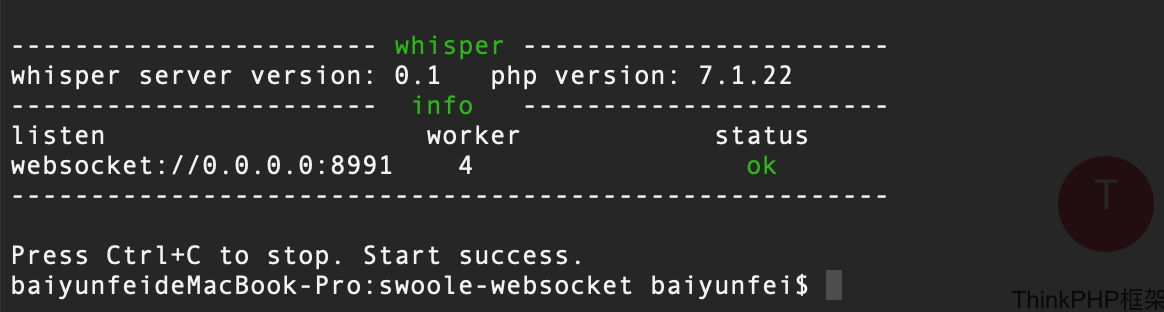 ----------------------- whisper -----------------------
whisper server version: 0.1   php version: 7.1.22
-----------------------  info   -----------------------
listen                    worker            status
websocket://0.0.0.0:8991    4                 ok
-------------------------------------------------------
Press Ctrl+C to stop. Start success.
baiyunfeideMacBook-Pro:swoole-websocket baiyunfei$
T
ThinkPHP框架